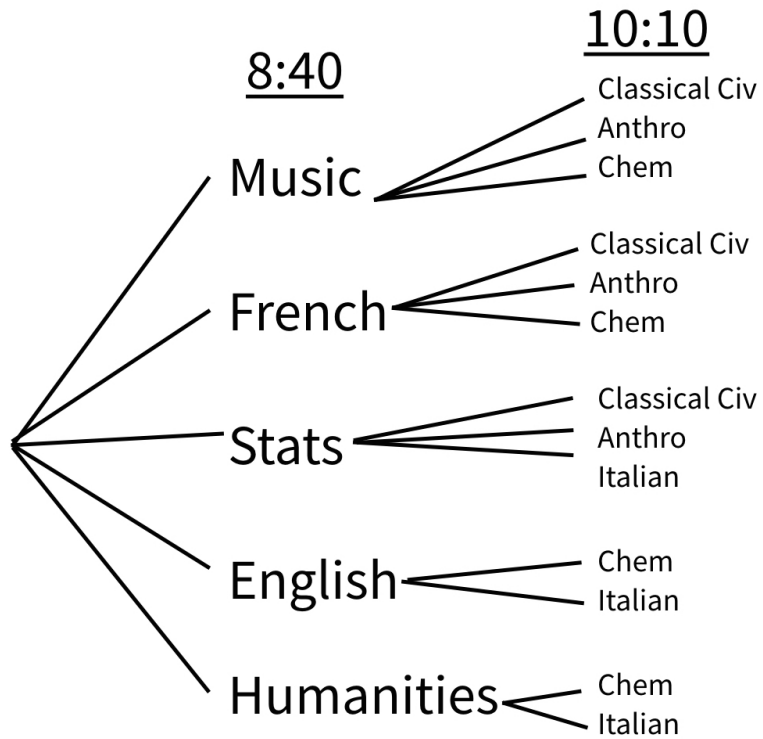 10:10
8:40
Music
Classical Civ
Anthro
Chem
French
Classical Civ
Anthro
Chem
Stats
Classical Civ
Anthro
Italian
English
Chem
Italian
Humanities
Chem
Italian